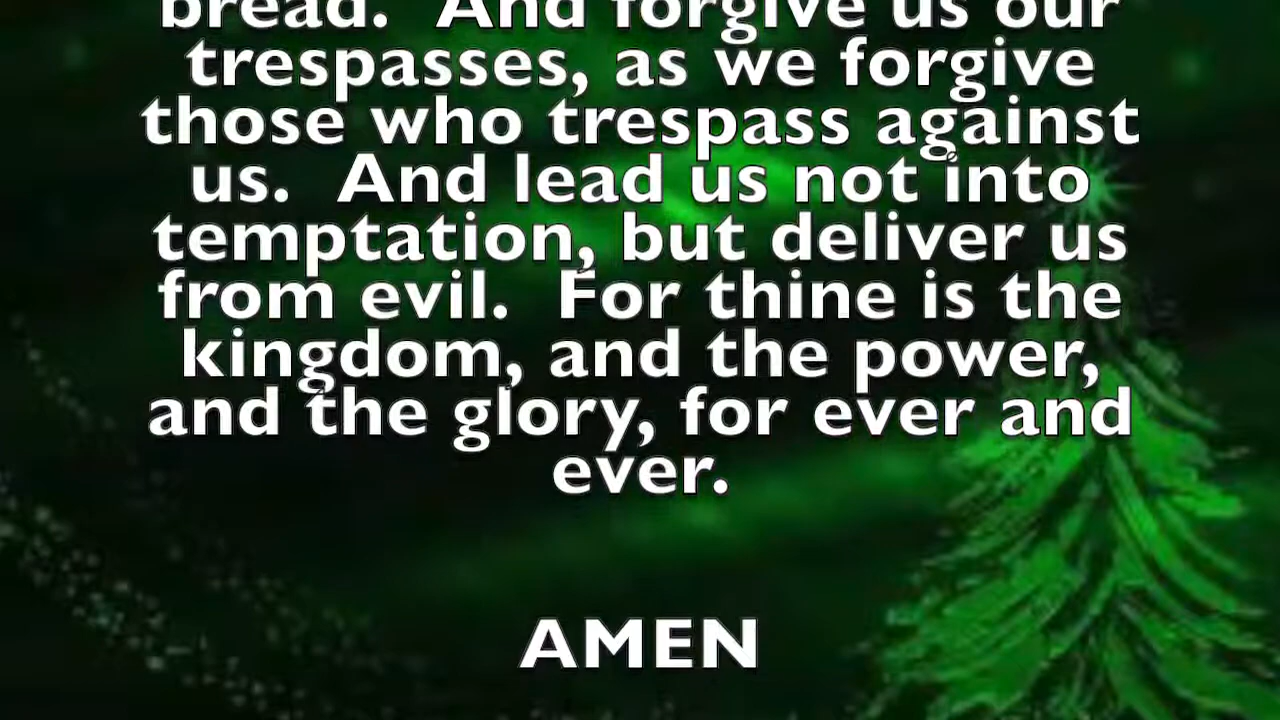 bread.  And forgive us our
trespasses, as we forgive
those who trespass against
us.  And lead us not into
temptation, but deliver us
from evil.  For thine is the
kingdom, and the power,
and the glory, for ever and
ever.
AMEN